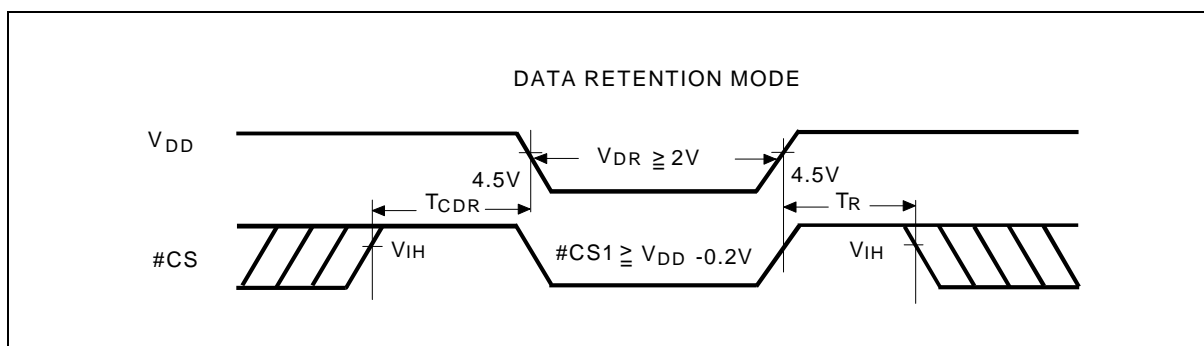 DATA RETENTION MODE
VDD
VDR ≧ 2V
4.5V
4.5V
TCDR
TR
#CS
VIH
#CS1 ≧ VDD -0.2V
VIH